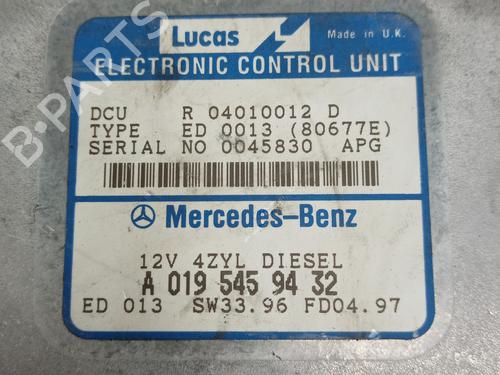 Lucas
Made in U.K.
ELECTRONIC CONTROL UNIT
DCU R 04010012 D
TYPE ED 0013 (80677E)
SERIAL NO 0045830 APG
Mercedes-Benz
12V 4ZYL DIESEL
A 019 545 94 32
ED 013 SW33.96 FD04.97
B-PARTS